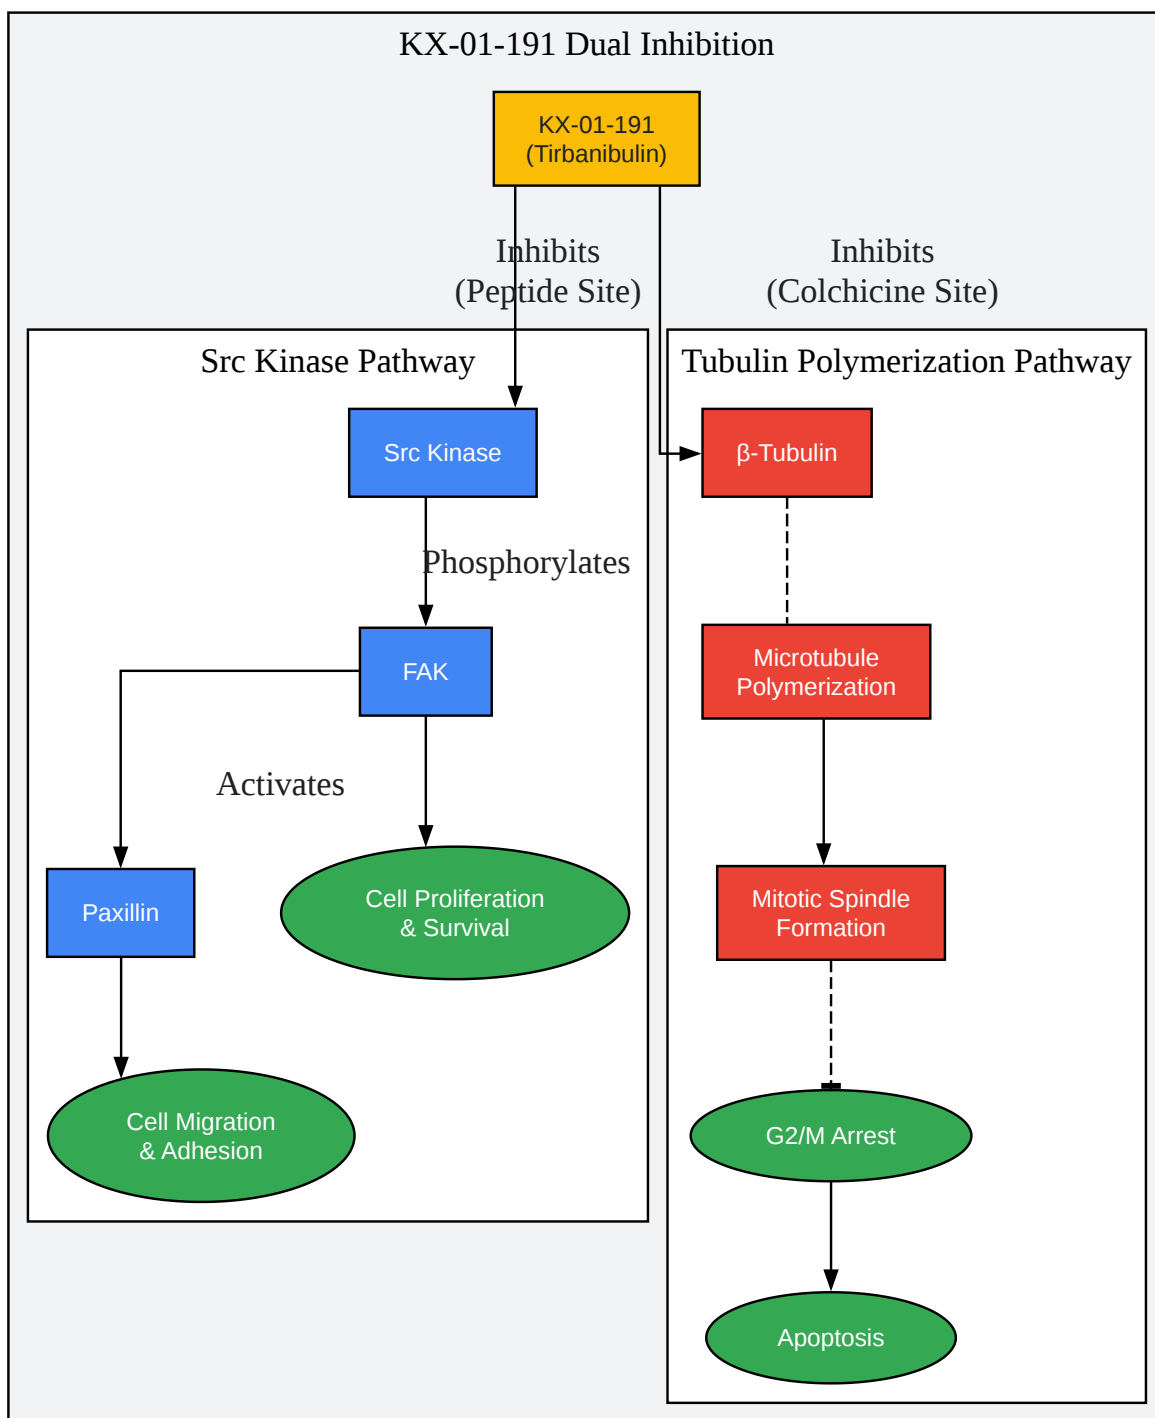 KX-01-191 Dual Inhibition
KX-01-191
(Tirbanibulin)
Inhibits
(Peptide Site)
Inhibits
(Colchicine Site)
Src Kinase Pathway
Src Kinase
Phosphorylates
FAK
Activates
Paxillin
Cell Proliferation
& Survival
Cell Migration
& Adhesion
Tubulin Polymerization Pathway
β-Tubulin
Microtubule
Polymerization
Mitotic Spindle
Formation
G2/M Arrest
Apoptosis